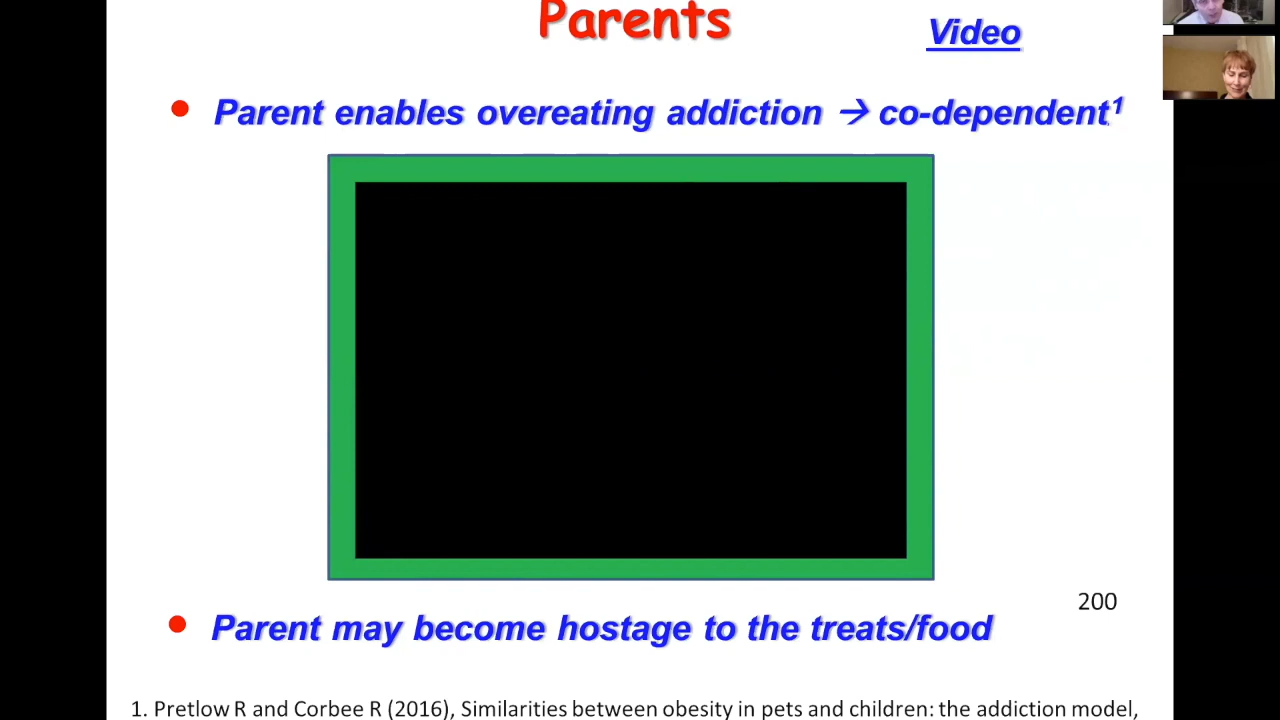 Parents
Video
• Parent enables overeating addiction → co-dependent¹
200
• Parent may become hostage to the treats/food
1. Pretlow R and Corbee R (2016), Similarities between obesity in pets and children: the addiction model,